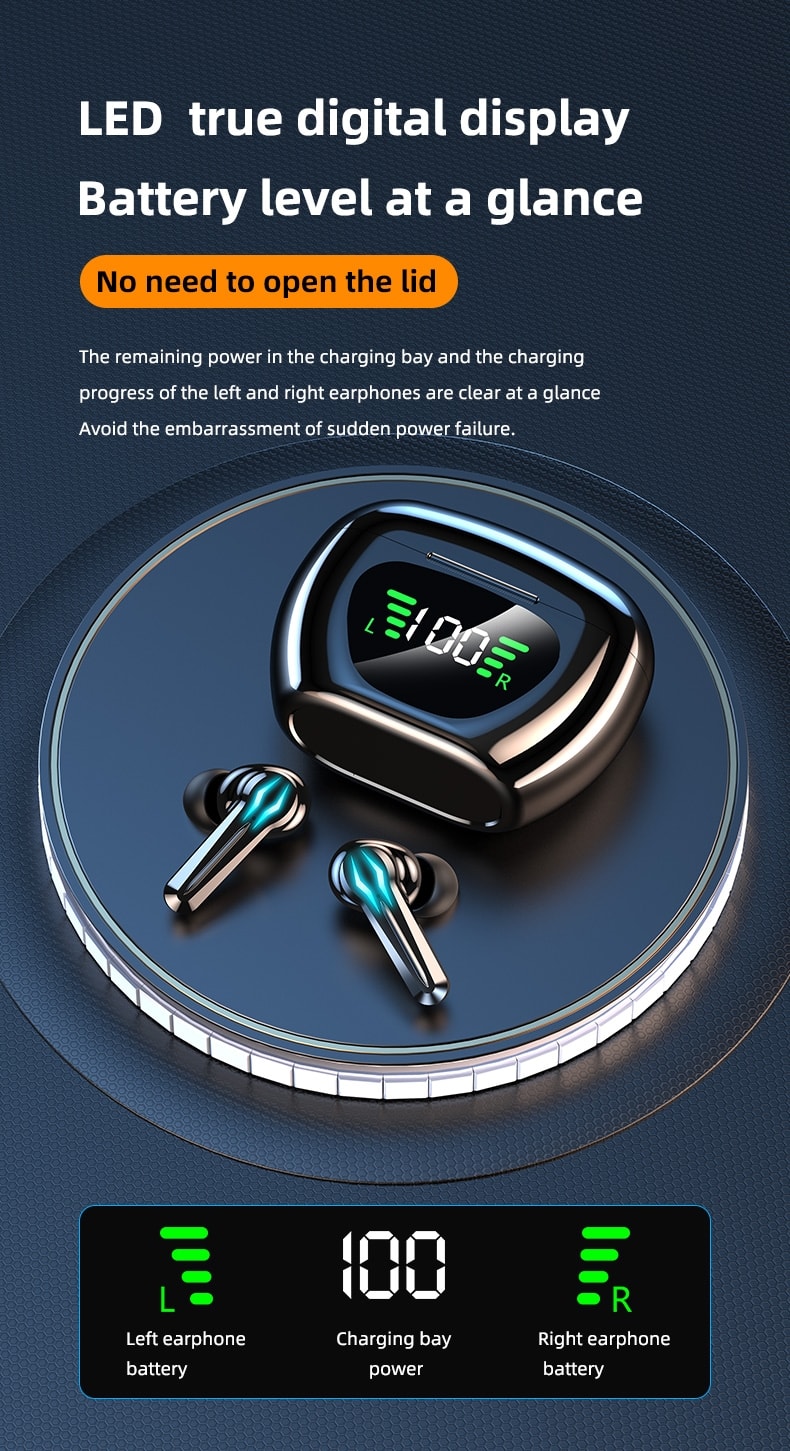 LED true digital display
Battery level at a glance
No need to open the lid
The remaining power in the charging bay and the charging
progress of the left and right earphones are clear at a glance
Avoid the embarrassment of sudden power failure.
L 100 R
L 100 R
Left earphone battery
Charging bay power
Right earphone battery